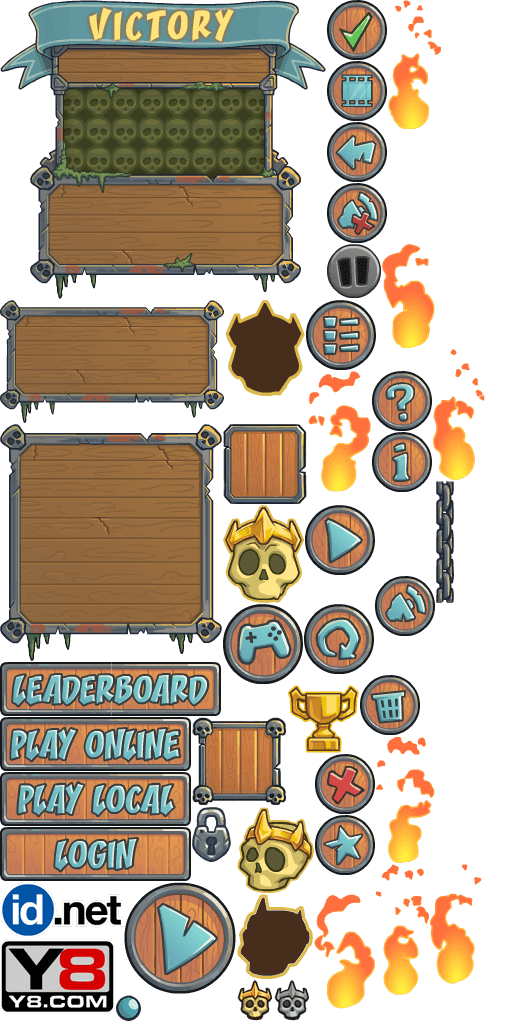 VICTORY
?
i
LEADERBOARD
PLAY ONLINE
PLAY LOCAL
LOGIN
id.net
Y8
Y8.COM